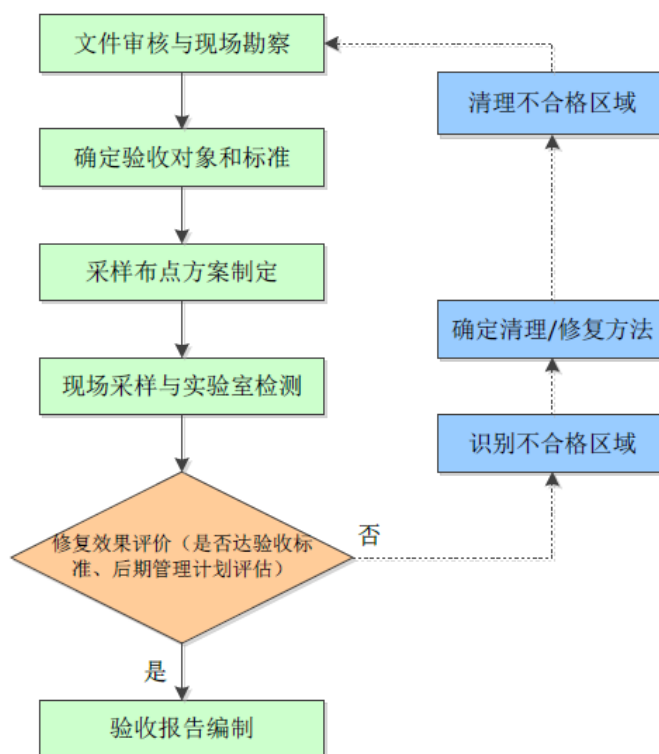 文件审核与现场勘察
清理不合格区域
确定验收对象和标准
采样布点方案制定
确定清理/修复方法
现场采样与实验室检测
识别不合格区域
修复效果评价（是否达验收标
准、后期管理计划评估）
否
是
验收报告编制